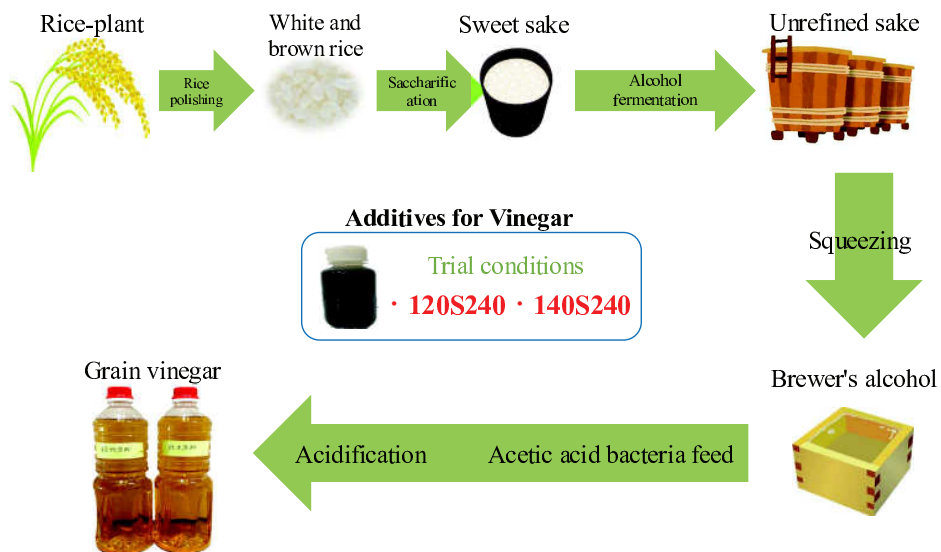 Rice-plant
Rice
polishing
White and
brown rice
Saccharific
ation
Sweet sake
Alcohol
fermentation
Unrefined sake
Squeezing
Additives for Vinegar
Trial conditions
・120S240・140S240
Brewer's alcohol
Acetic acid bacteria feed
Acidification
Grain vinegar